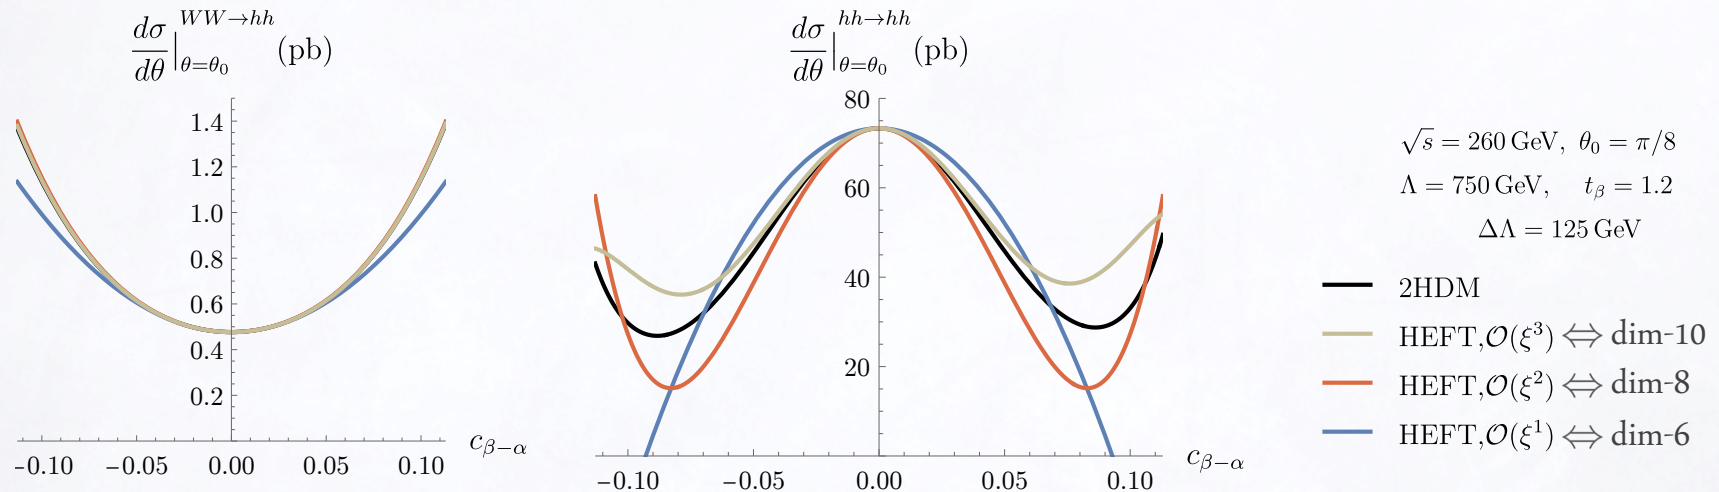 dσ/dθ|θ=θ₀ ^WW→hh (pb)
1.4
1.2
1.0
0.8
0.6
0.4
0.2
−0.10 −0.05 0.00 0.05 0.10
c_β−α
dσ/dθ|θ=θ₀ ^hh→hh (pb)
80
60
40
20
−0.10 −0.05 0.00 0.05 0.10
c_β−α
√s = 260 GeV, θ₀ = π/8
Λ = 750 GeV, t_β = 1.2
ΔΛ = 125 GeV
2HDM
HEFT,𝒪(ξ³) ⟺ dim-10
HEFT,𝒪(ξ²) ⟺ dim-8
HEFT,𝒪(ξ¹) ⟺ dim-6